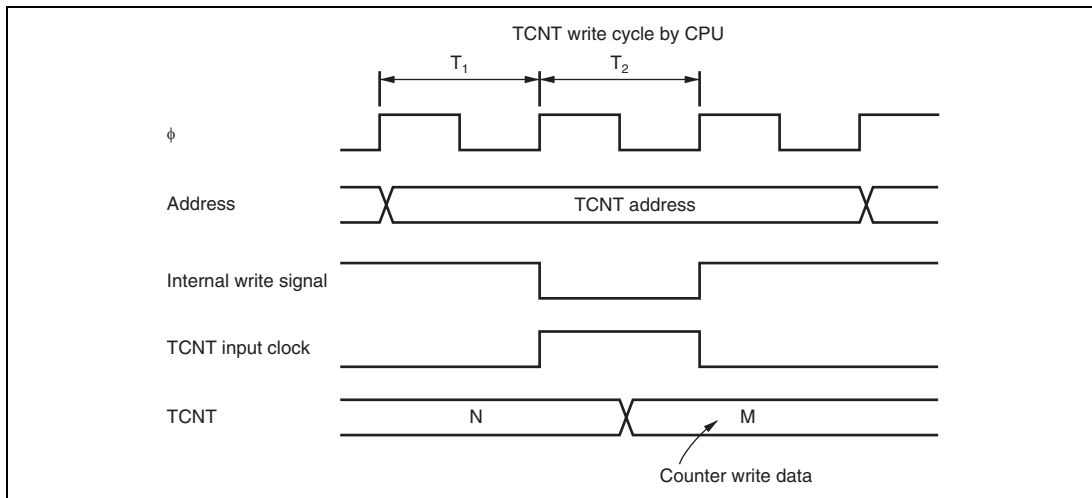 TCNT write cycle by CPU
T1 T2
ϕ
Address TCNT address
Internal write signal
TCNT input clock
TCNT N M
Counter write data